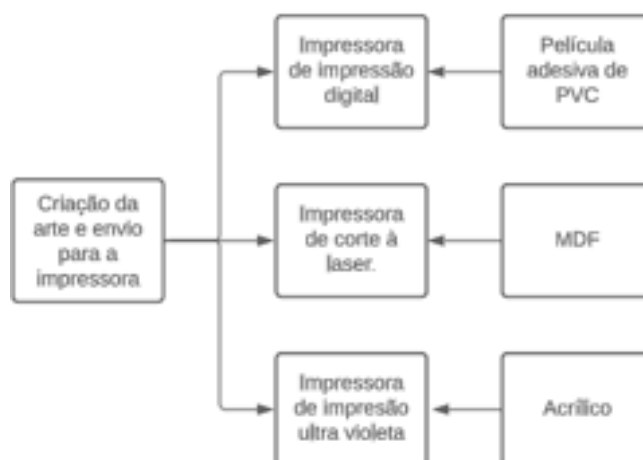 Impressora
de impressão
digital
Película
adesiva de
PVC
Criação da
arte e envio
para a
impressora
Impressora
de corte à
laser.
MDF
Impressora
de impresão
ultra violeta
Acrílico